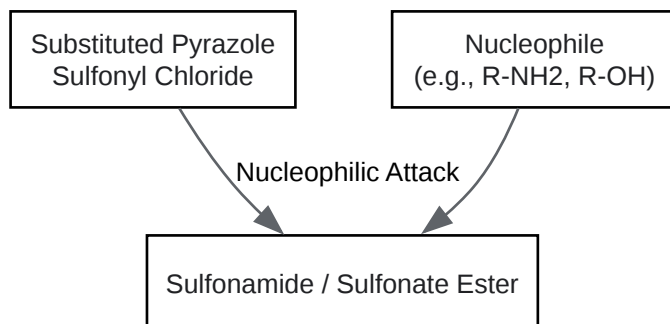 Substituted Pyrazole
Sulfonyl Chloride
Nucleophile
(e.g., R-NH2, R-OH)
Nucleophilic Attack
Sulfonamide / Sulfonate Ester